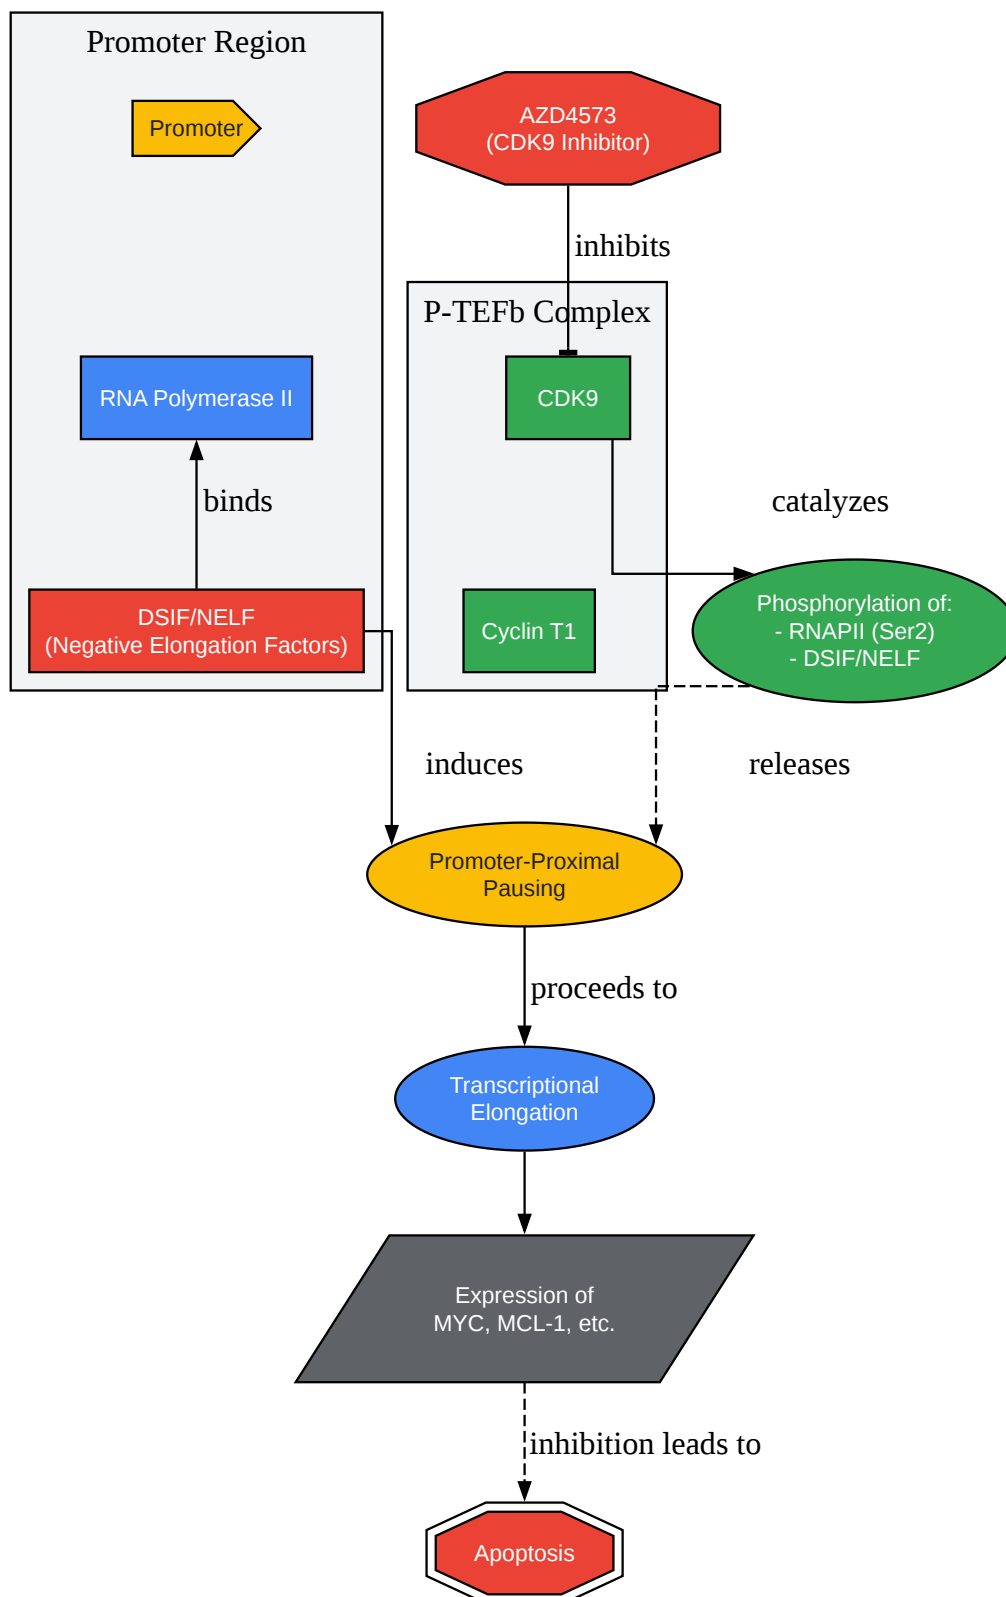 Promoter Region
Promoter
AZD4573
(CDK9 Inhibitor)
inhibits
P-TEFb Complex
RNA Polymerase II
CDK9
binds
catalyzes
DSIF/NELF
(Negative Elongation Factors)
Cyclin T1
Phosphorylation of:
- RNAPII (Ser2)
- DSIF/NELF
induces
releases
Promoter-Proximal
Pausing
proceeds to
Transcriptional
Elongation
Expression of
MYC, MCL-1, etc.
inhibition leads to
Apoptosis